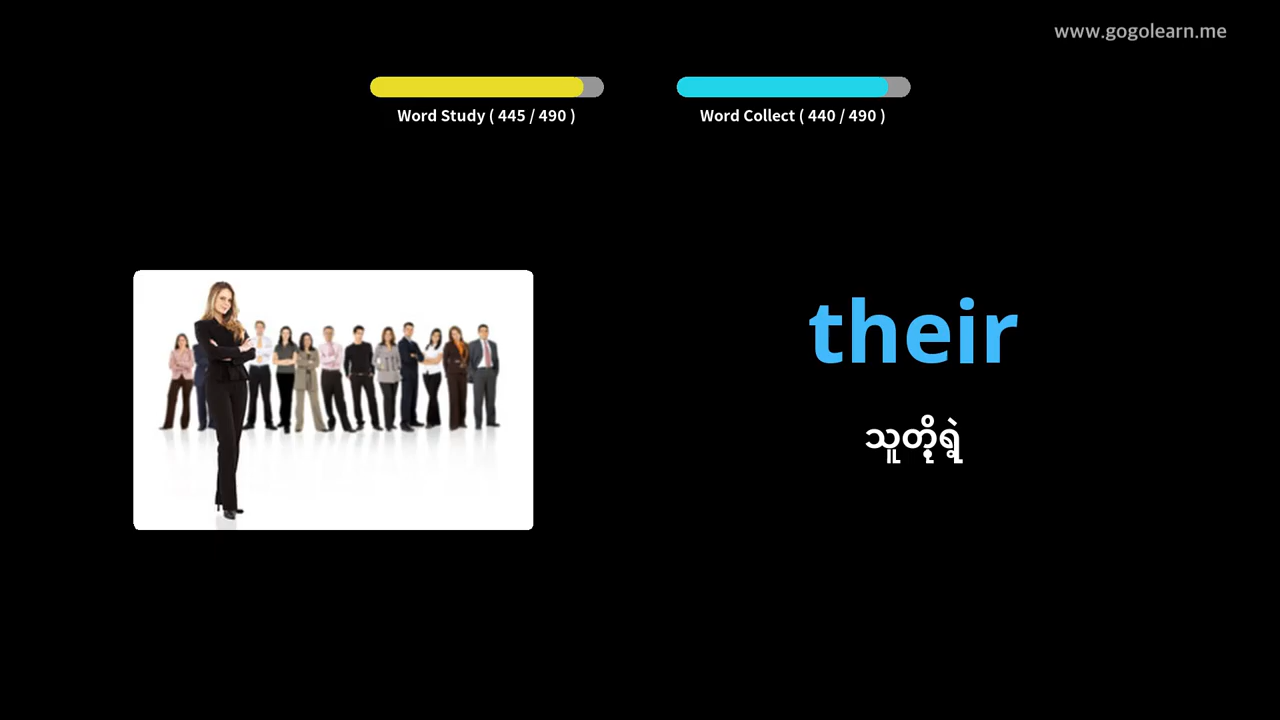 www.gogolearn.me
Word Study ( 445 / 490 )
Word Collect ( 440 / 490 )
their
သူတို့ရဲ့